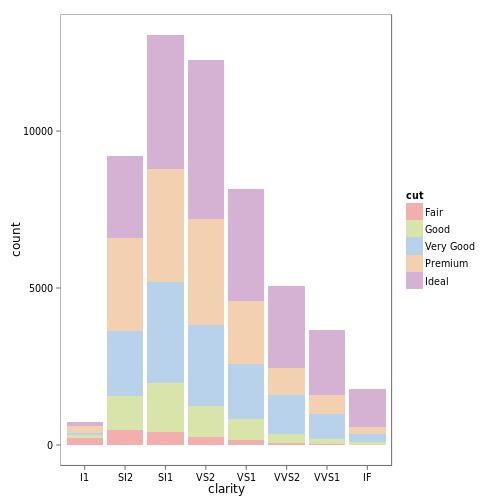 10000
5000
0
count
I1 SI2 SI1 VS2 VS1 VVS2 VVS1 IF
clarity
cut
Fair
Good
Very Good
Premium
Ideal